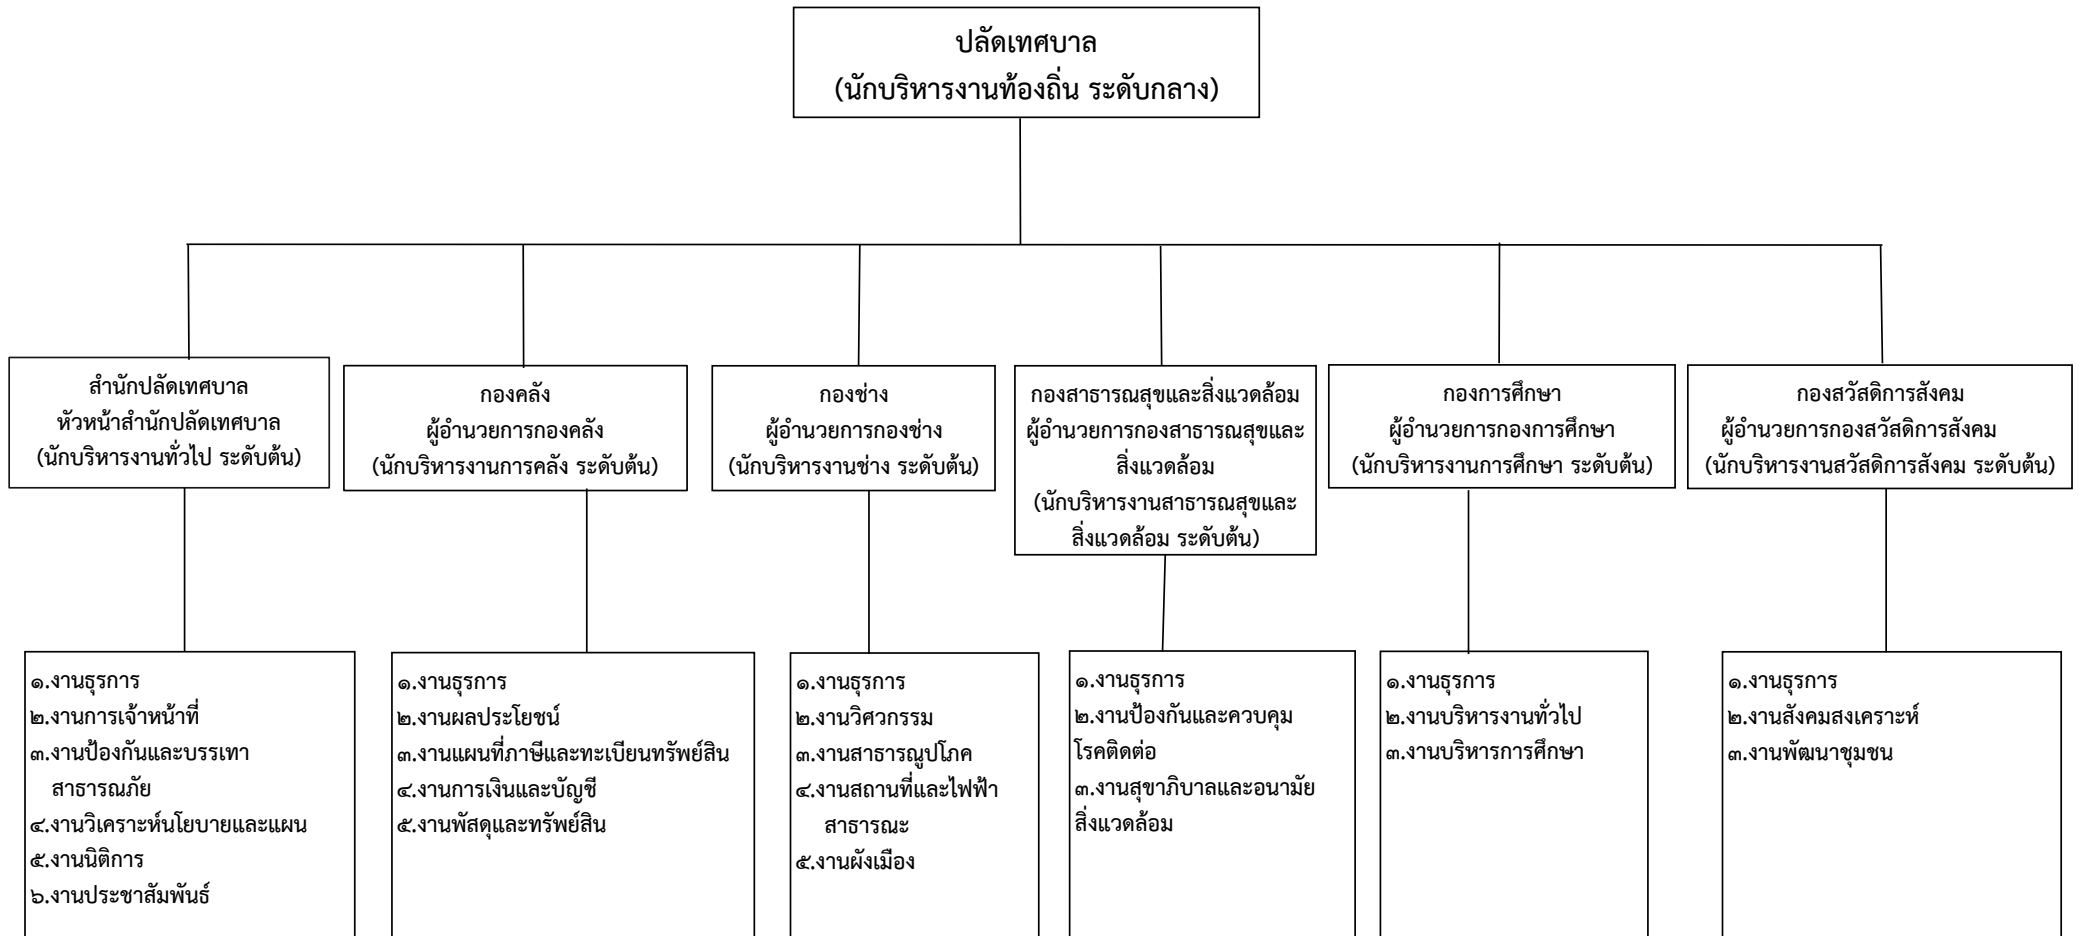 ปลัดเทศบาล
(นักบริหารงานท้องถิ่น ระดับกลาง)
สำนักปลัดเทศบาล
หัวหน้าสำนักปลัดเทศบาล
(นักบริหารงานทั่วไป ระดับต้น)
กองคลัง
ผู้อำนวยการกองคลัง
(นักบริหารงานการคลัง ระดับต้น)
กองช่าง
ผู้อำนวยการกองช่าง
(นักบริหารงานช่าง ระดับต้น)
กองสาธารณสุขและสิ่งแวดล้อม
ผู้อำนวยการกองสาธารณสุขและ
สิ่งแวดล้อม
(นักบริหารงานสาธารณสุขและ
สิ่งแวดล้อม ระดับต้น)
กองการศึกษา
ผู้อำนวยการกองการศึกษา
(นักบริหารงานการศึกษา ระดับต้น)
กองสวัสดิการสังคม
ผู้อำนวยการกองสวัสดิการสังคม
(นักบริหารงานสวัสดิการสังคม ระดับต้น)
๑.งานธุรการ
๒.งานการเจ้าหน้าที่
๓.งานป้องกันและบรรเทา
สาธารณภัย
๔.งานวิเคราะห์นโยบายและแผน
๕.งานนิติการ
๖.งานประชาสัมพันธ์
๑.งานธุรการ
๒.งานผลประโยชน์
๓.งานแผนที่ภาษีและทะเบียนทรัพย์สิน
๔.งานการเงินและบัญชี
๕.งานพัสดุและทรัพย์สิน
๑.งานธุรการ
๒.งานวิศวกรรม
๓.งานสาธารณูปโภค
๔.งานสถานที่และไฟฟ้า
สาธารณะ
๕.งานผังเมือง
๑.งานธุรการ
๒.งานป้องกันและควบคุม
โรคติดต่อ
๓.งานสุขาภิบาลและอนามัย
สิ่งแวดล้อม
๑.งานธุรการ
๒.งานบริหารงานทั่วไป
๓.งานบริหารการศึกษา
๑.งานธุรการ
๒.งานสังคมสงเคราะห์
๓.งานพัฒนาชุมชน